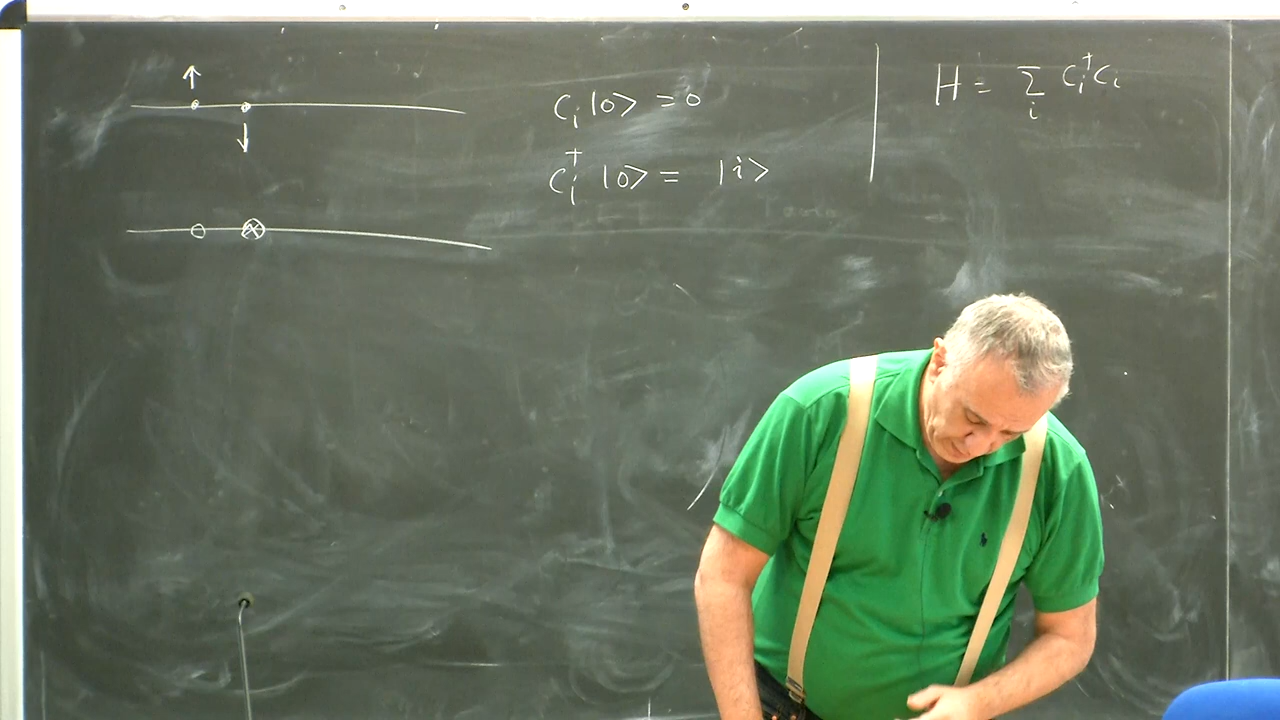 c_i |0> = 0
c_i^† |0> = |i>
H = Σ_i c_i^† c_i